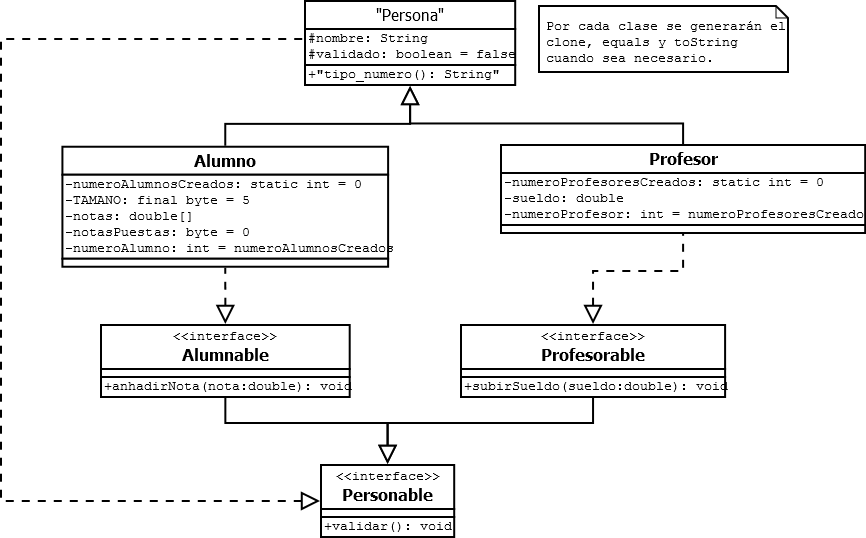 "Persona"
#nombre: String
#validado: boolean = false
+"tipo_numero(): String"
Por cada clase se generarán el
clone, equals y toString
cuando sea necesario.
Alumno
-numeroAlumnosCreados: static int = 0
-TAMANO: final byte = 5
-notas: double[]
-notasPuestas: byte = 0
-numeroAlumno: int = numeroAlumnosCreados
Profesor
-numeroProfesoresCreados: static int = 0
-sueldo: double
-numeroProfesor: int = numeroProfesoresCreado
<<interface>>
Alumnable
+anhadirNota(nota:double): void
<<interface>>
Profesorable
+subirSueldo(sueldo:double): void
<<interface>>
Personable
+validar(): void